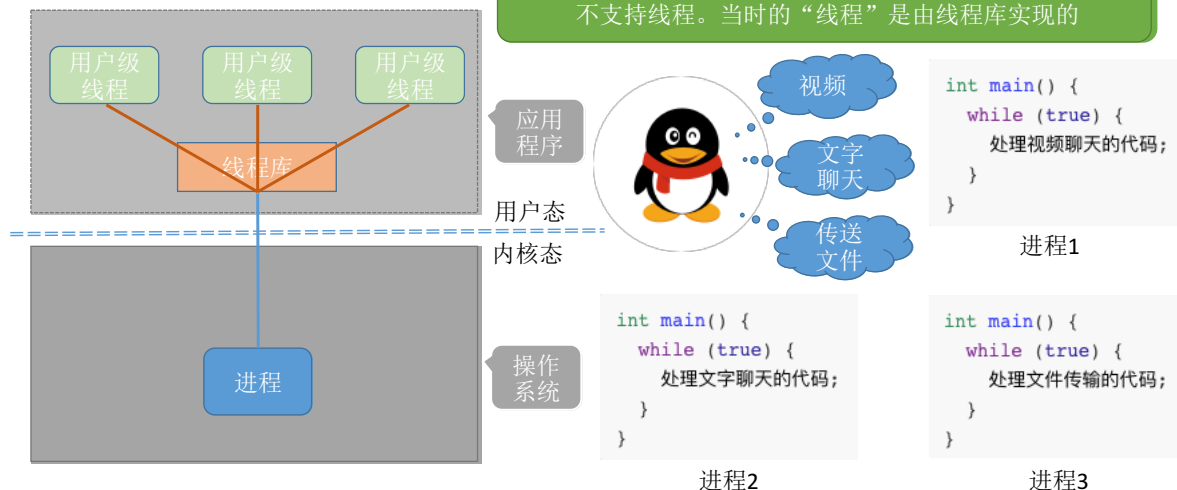 不支持线程。当时的“线程”是由线程库实现的
用户级
线程
用户级
线程
用户级
线程
线程库
应用
程序
用户态
内核态
进程
操作
系统
视频
文字
聊天
传送
文件
int main() {
while (true) {
处理视频聊天的代码;
}
}
进程1
int main() {
while (true) {
处理文字聊天的代码;
}
}
进程2
int main() {
while (true) {
处理文件传输的代码;
}
}
进程3